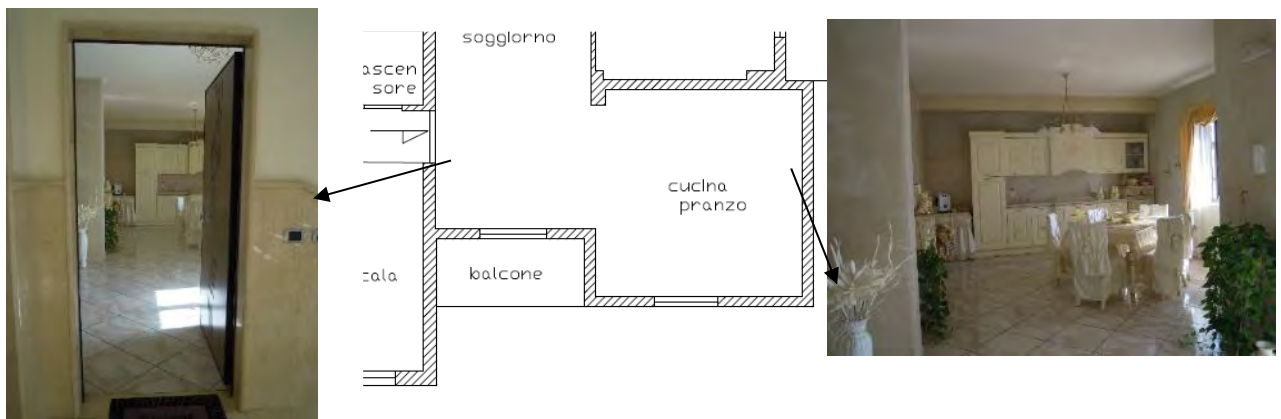 soggiorno
ascen
sore
cucina
pranzo
cala
balcone